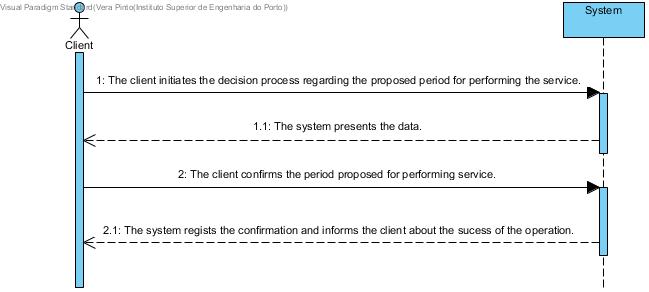 Visual Paradigm Standard(Vera Pinto(Instituto Superior de Engenharia do Porto))
System
Client
1: The client initiates the decision process regarding the proposed period for performing the service.
1.1: The system presents the data.
2: The client confirms the period proposed for performing service.
2.1: The system regists the confirmation and informs the client about the sucess of the operation.